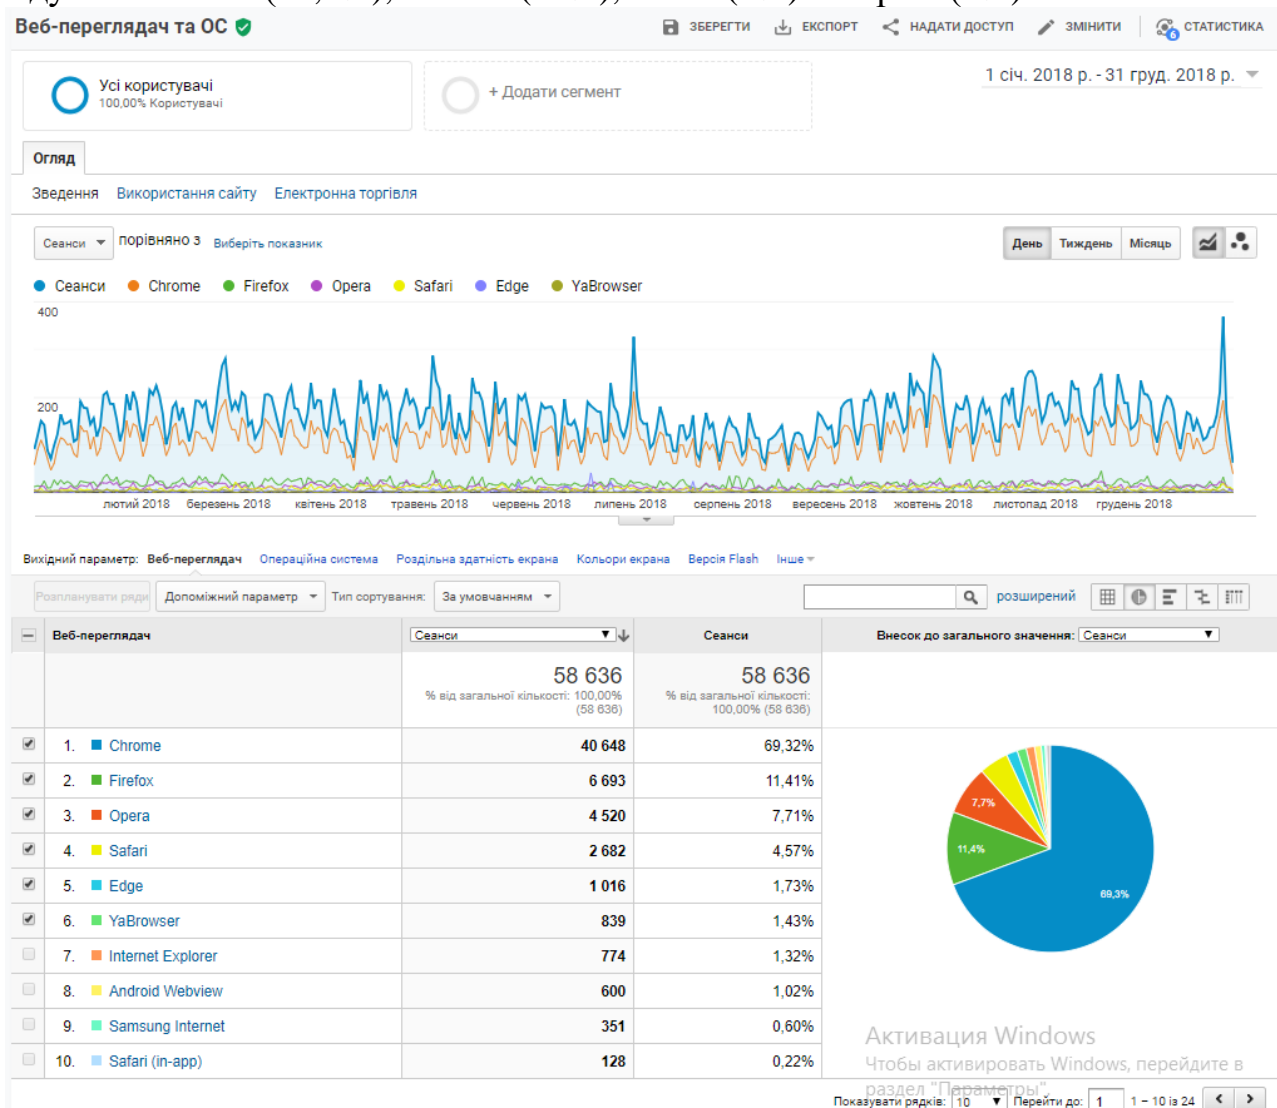 Веб-переглядач та ОС
ЗБЕРЕГТИ
ЕКСПОРТ
НАДАТИ ДОСТУП
ЗМІНИТИ
6
СТАТИСТИКА
Усі користувачі
100,00% Користувачі
+ Додати сегмент
1 січ. 2018 р. - 31 груд. 2018 р.
Огляд
Зведення Використання сайту Електронна торгівля
Сеанси порівняно з Виберіть показник
День Тиждень Місяць
Сеанси Chrome Firefox Opera Safari Edge YaBrowser
400
200
лютий 2018 березень 2018 квітень 2018 травень 2018 червень 2018 липень 2018 серпень 2018 вересень 2018 жовтень 2018 листопад 2018 грудень 2018
Вихідний параметр: Веб-переглядач Операційна система Роздільна здатність екрана Кольори екрана Версія Flash Інше
Розпланувати ряди Допоміжний параметр Тип сортування: За умовчанням розширений
Веб-переглядач Сеанси Сеанси Внесок до загального значення: Сеанси
58 636 58 636
% від загальної кількості: 100,00% % від загальної кількості:
(58 636) 100,00% (58 636)
1. Chrome 40 648 69,32%
2. Firefox 6 693 11,41%
3. Opera 4 520 7,71%
4. Safari 2 682 4,57%
5. Edge 1 016 1,73%
6. YaBrowser 839 1,43%
7. Internet Explorer 774 1,32%
8. Android Webview 600 1,02%
9. Samsung Internet 351 0,60%
10. Safari (in-app) 128 0,22%
7,7%
11,4%
69,3%
Активация Windows
Чтобы активировать Windows, перейдите в
раздел "Параметры".
Показувати рядків: 10 Перейти до: 1 1 – 10 із 24